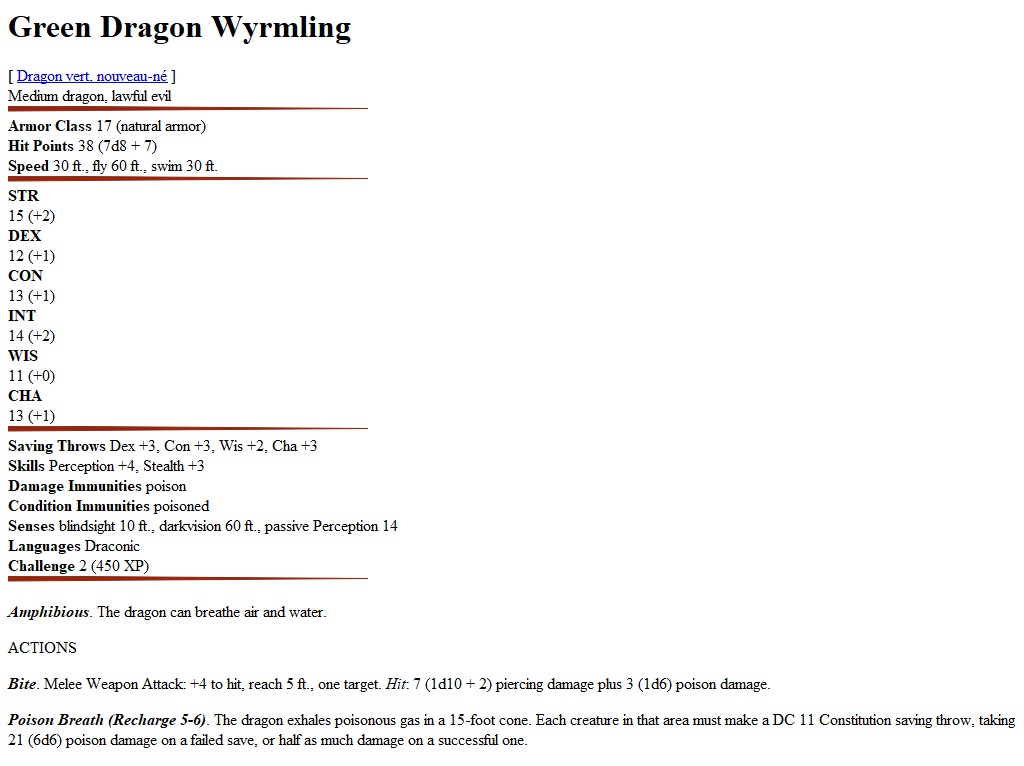 Green Dragon Wyrmling
[ Dragon vert, nouveau-né ]
Medium dragon, lawful evil
Armor Class 17 (natural armor)
Hit Points 38 (7d8 + 7)
Speed 30 ft., fly 60 ft., swim 30 ft.
STR
15 (+2)
DEX
12 (+1)
CON
13 (+1)
INT
14 (+2)
WIS
11 (+0)
CHA
13 (+1)
Saving Throws Dex +3, Con +3, Wis +2, Cha +3
Skills Perception +4, Stealth +3
Damage Immunities poison
Condition Immunities poisoned
Senses blindsight 10 ft., darkvision 60 ft., passive Perception 14
Languages Draconic
Challenge 2 (450 XP)
Amphibious. The dragon can breathe air and water.
ACTIONS
Bite. Melee Weapon Attack: +4 to hit, reach 5 ft., one target. Hit: 7 (1d10 + 2) piercing damage plus 3 (1d6) poison damage.
Poison Breath (Recharge 5-6). The dragon exhales poisonous gas in a 15-foot cone. Each creature in that area must make a DC 11 Constitution saving throw, taking
21 (6d6) poison damage on a failed save, or half as much damage on a successful one.